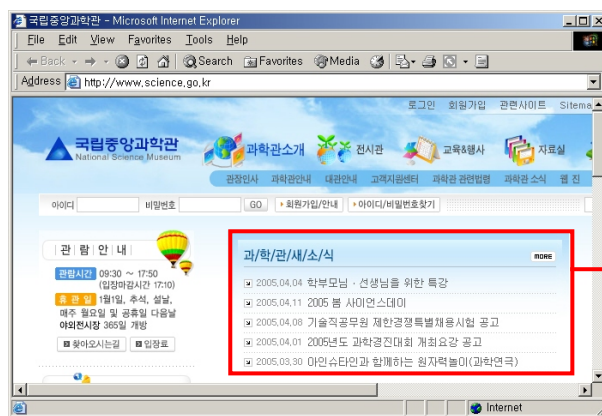 국립중앙과학관 - Microsoft Internet Explorer
File Edit View Favorites Tools Help
Back Search Favorites Media
Address http://www.science.go.kr
로그인 회원가입 관련사이트 Sitema
국립중앙과학관
National Science Museum
과학관소개 전시관 교육&행사 자료실
관장인사 과학관안내 대관안내 고객지원센터 과학관 관련법령 과학관 소식 웹 진
아이디 비밀번호 GO 회원가입/안내 아이디/비밀번호찾기
관 람 안 내
관람시간 09:30 ~ 17:50
(입장마감시간 17:10)
휴 관 일 1월1일, 추석, 설날,
매주 월요일 및 공휴일 다음날
야외전시장 365일 개방
찾아오시는길 입장료
과/학/관/새/소/식 MORE
2005,04,04 학부모님 · 선생님을 위한 특강
2005,04,11 2005 봄 사이언스데이
2005,04,08 기술직공무원 제한경쟁특별채용시험 공고
2005,04,01 2005년도 과학경진대회 개최요강 공고
2005,03,30 아인슈타인과 함께하는 원자력놀이(과학연극)
Internet